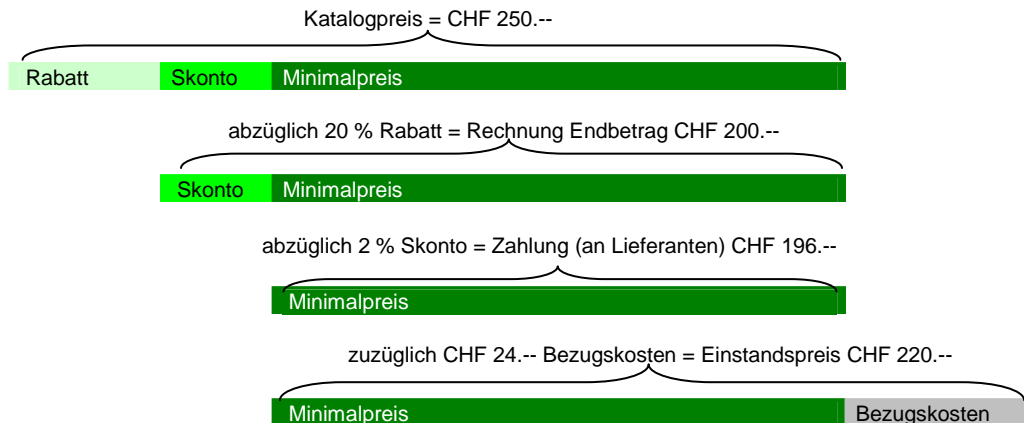 Katalogpreis = CHF 250.--
Rabatt Skonto Minimalpreis
abzüglich 20 % Rabatt = Rechnung Endbetrag CHF 200.--
Skonto Minimalpreis
abzüglich 2 % Skonto = Zahlung (an Lieferanten) CHF 196.--
Minimalpreis
zuzüglich CHF 24.-- Bezugskosten = Einstandspreis CHF 220.--
Minimalpreis Bezugskosten